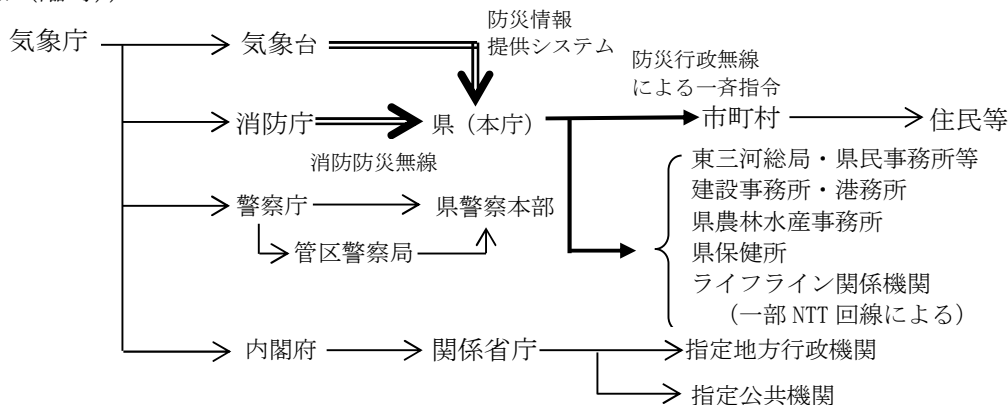 気象庁
気象台
防災情報
提供システム
防災行政無線
による一斉指令
消防庁
県（本庁）
市町村
住民等
消防防災無線
東三河総局・県民事務所等
建設事務所・港務所
県農林水産事務所
県保健所
ライフライン関係機関
（一部 NTT 回線による）
警察庁
県警察本部
管区警察局
内閣府
関係省庁
指定地方行政機関
指定公共機関